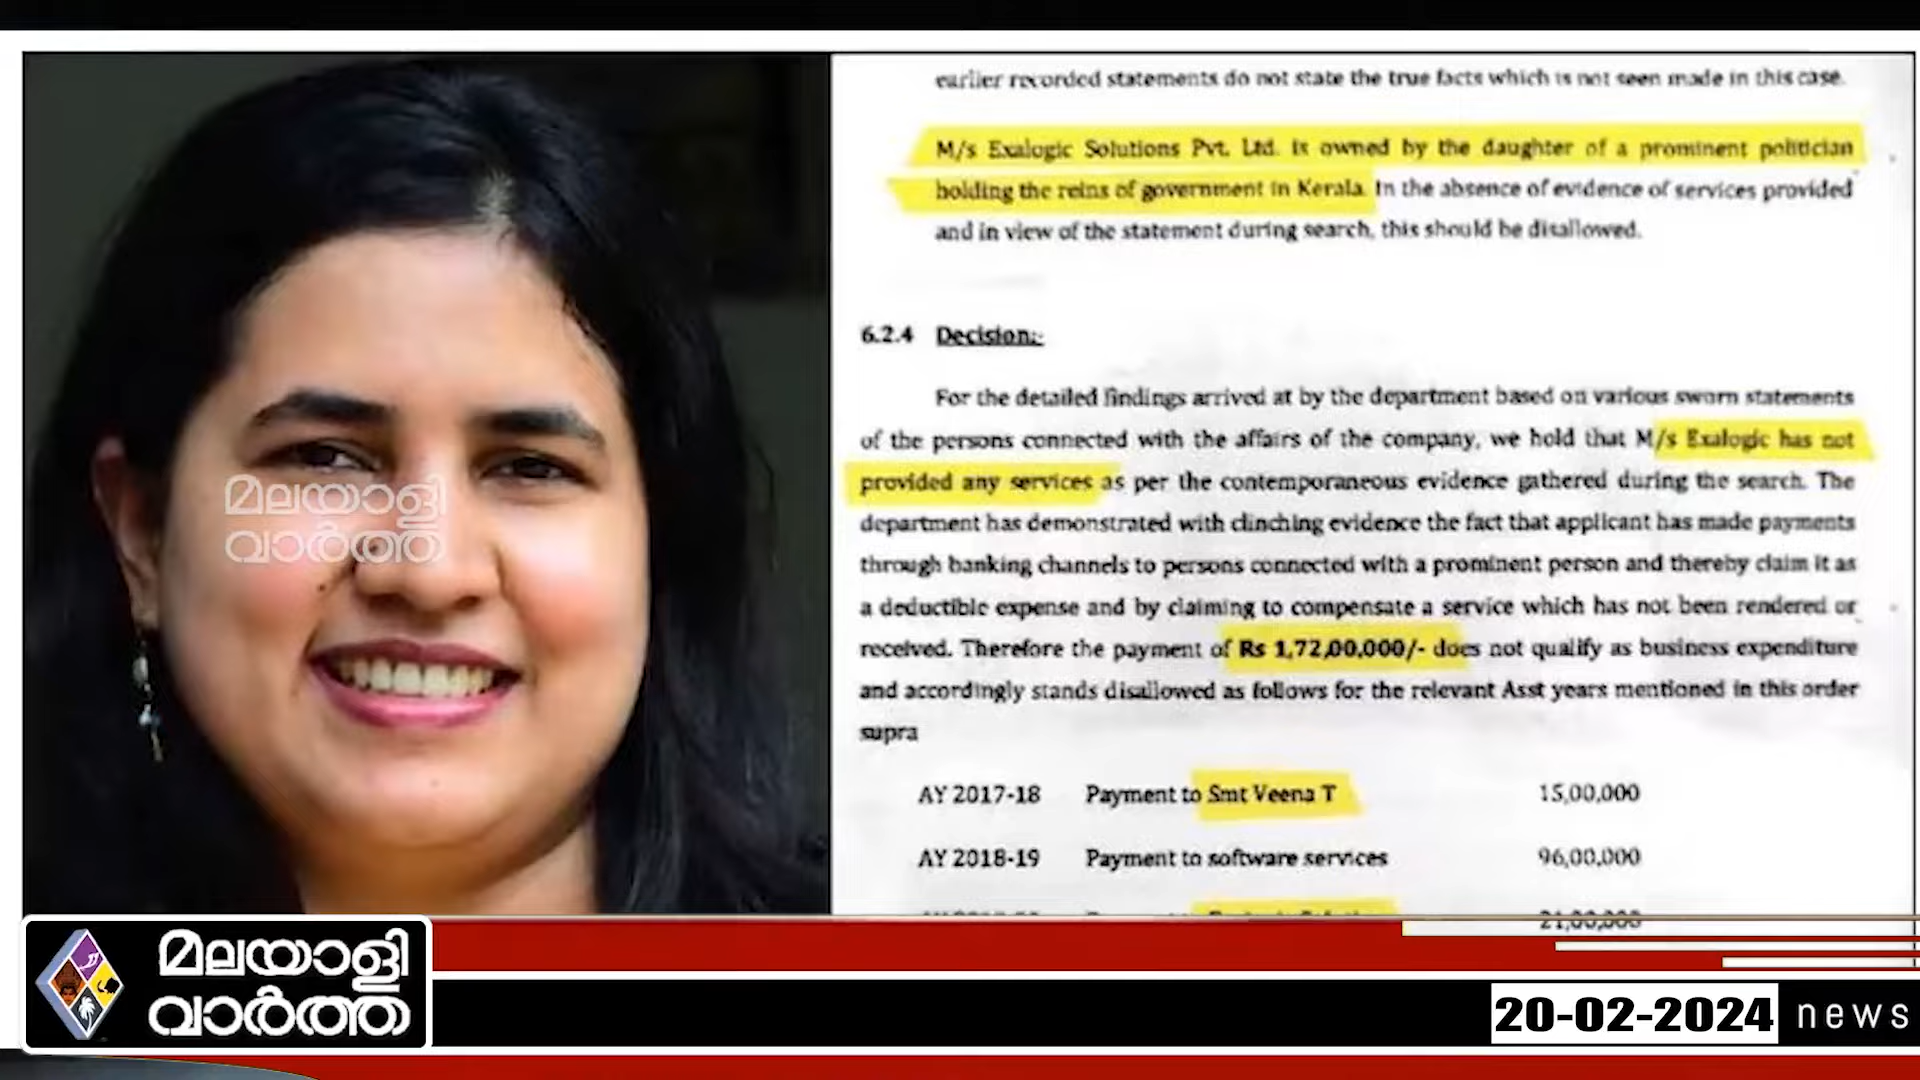 earlier recorded statements do not state the true facts which is not seen made in this case.
M/s Exalogic Solutions Pvt. Ltd. is owned by the daughter of a prominent politician
holding the reins of government in Kerala. In the absence of evidence of services provided
and in view of the statement during search, this should be disallowed.
6.2.4 Decision:-
For the detailed findings arrived at by the department based on various sworn statements
of the persons connected with the affairs of the company, we hold that M/s Exalogic has not
provided any services as per the contemporaneous evidence gathered during the search. The
department has demonstrated with clinching evidence the fact that applicant has made payments
through banking channels to persons connected with a prominent person and thereby claim it as
a deductible expense and by claiming to compensate a service which has not been rendered or
received. Therefore the payment of Rs 1,72,00,000/- does not qualify as business expenditure
and accordingly stands disallowed as follows for the relevant Asst years mentioned in this order
supra
AY 2017-18 Payment to Smt Veena T 15,00,000
AY 2018-19 Payment to software services 96,00,000
21,00,000
മലയാളി
വാർത്ത
മലയാളി
വാർത്ത
20-02-2024 news